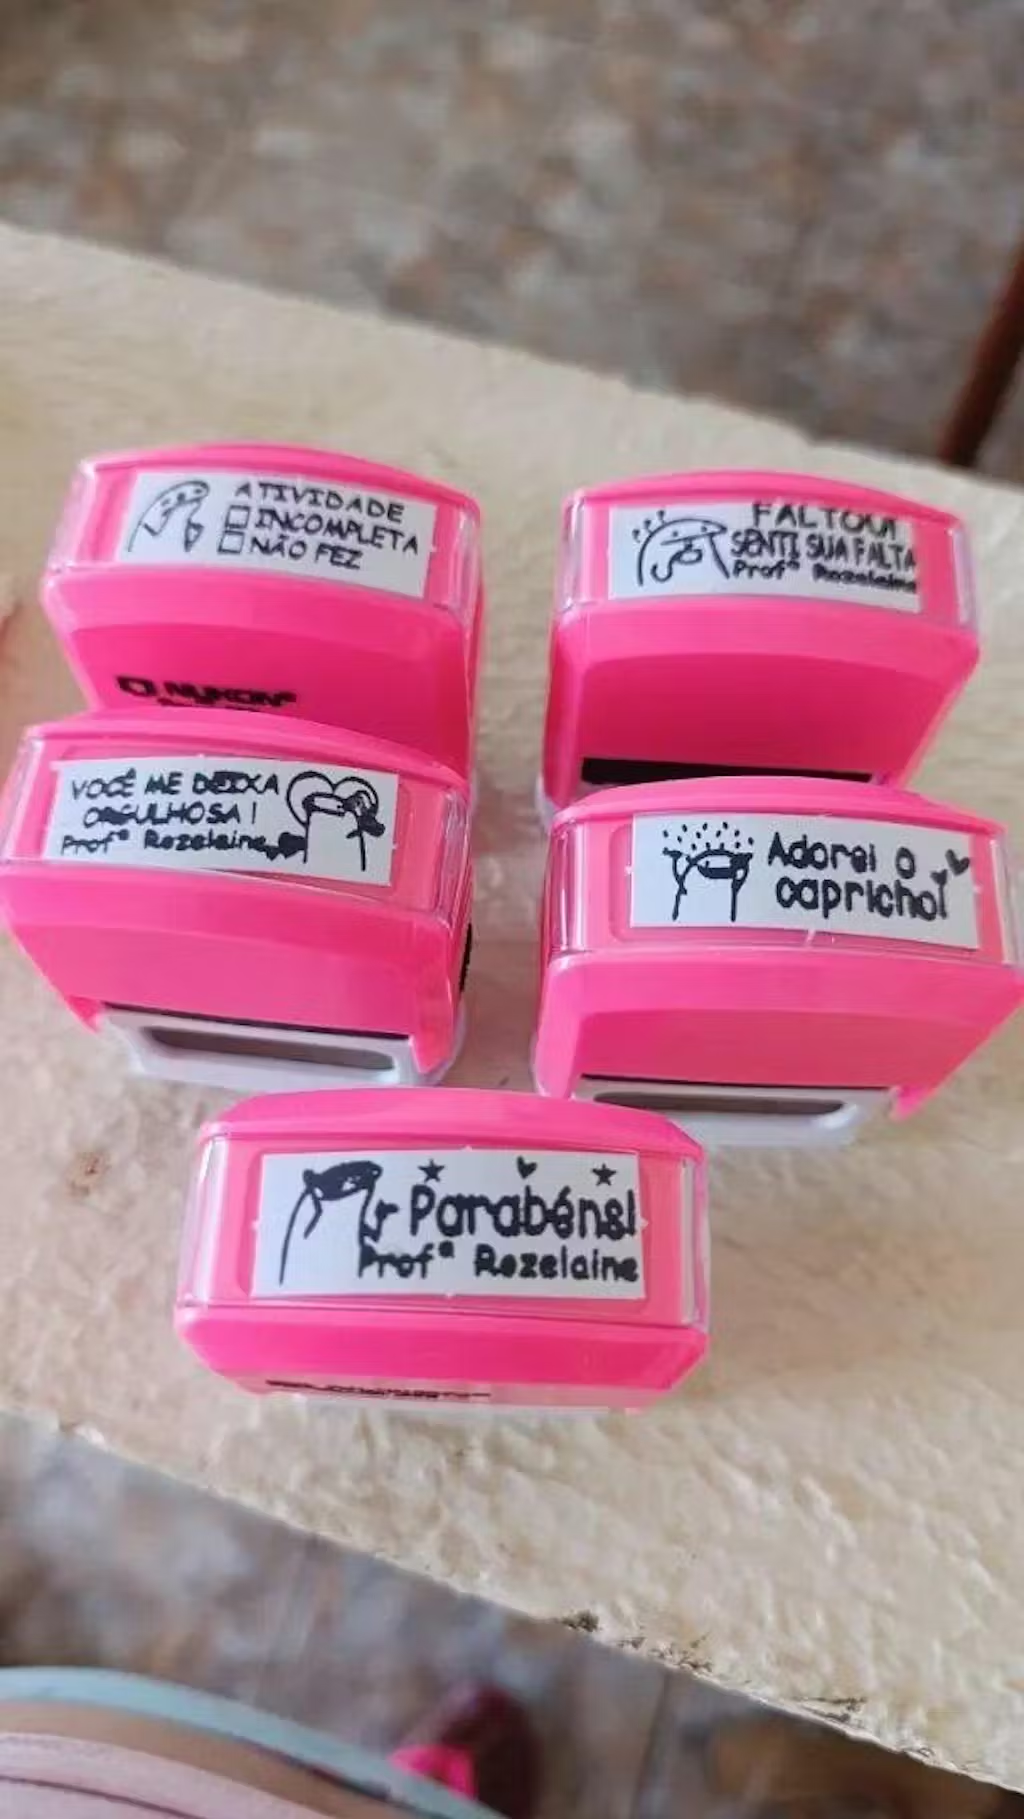 ATIVIDADE
INCOMPLETA
NÃO FEZ
NUKON
FALTOU!
SENTI SUA FALTA
Profª Rozelaine
VOCÊ ME DEIXA
ORGULHOSA!
Profª Rozelaine
Adorei o
capricho!
Parabéns!
Profª Rozelaine